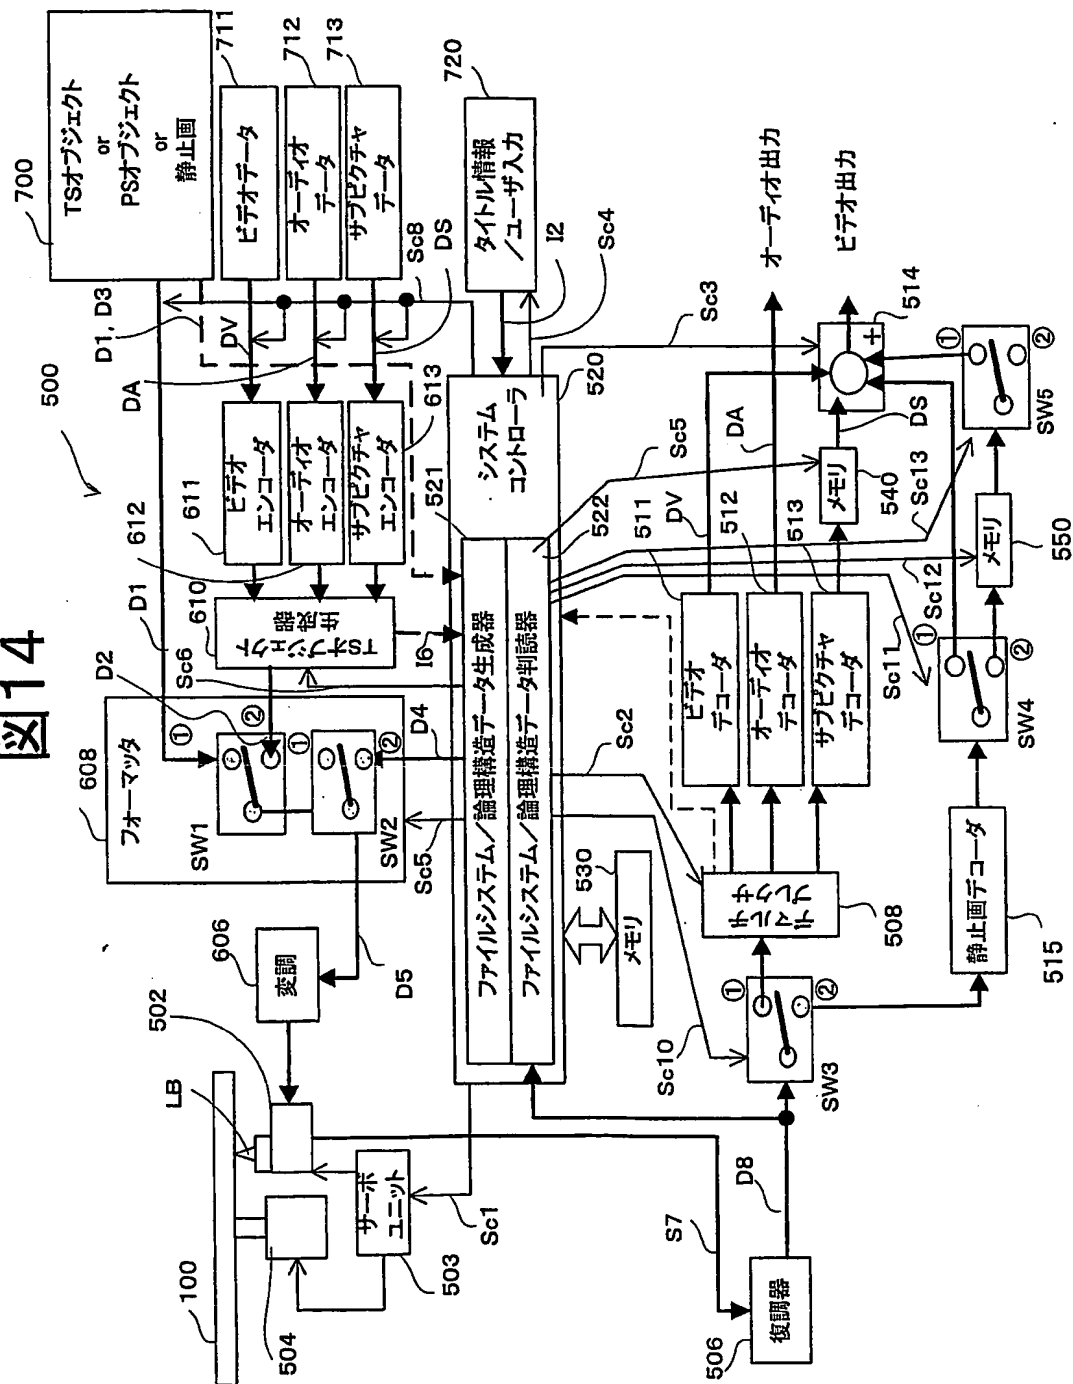 図14
500
700
TSオブジェクト
or
PSオブジェクト
or
静止画
711
ビデオデータ
712
オーディオ
データ
713
サブピクチャ
データ
720
タイトル情報
/ユーザ入力
D1, D3
DV
DA
DS
Sc8
I2
Sc4
611
ビデオ
エンコーダ
612
オーディオ
エンコーダ
613
サブピクチャ
エンコーダ
610
TSオブジェクト
生成器
D1
D2
Sc6
I6
608
フォーマッタ
①
②
SW1
①
②
SW2
Sc5
D4
D5
606
変調
502
LB
100
504
サーボ
ユニット
503
Sc1
520
システム
コントローラ
521
ファイルシステム/論理構造データ生成器
522
ファイルシステム/論理構造データ判読器
530
メモリ
S7
506
復調器
D8
Sc10
SW3
①
②
Sc2
508
デマルチ
プレクサ
511
ビデオ
デコーダ
512
オーディオ
デコーダ
513
サブピクチャ
デコーダ
DV
DA
Sc5
Sc3
540
メモリ
DS
514
+
オーディオ出力
ビデオ出力
515
静止画デコーダ
Sc11
Sc12
Sc13
SW4
①
②
550
メモリ
SW5
①
②